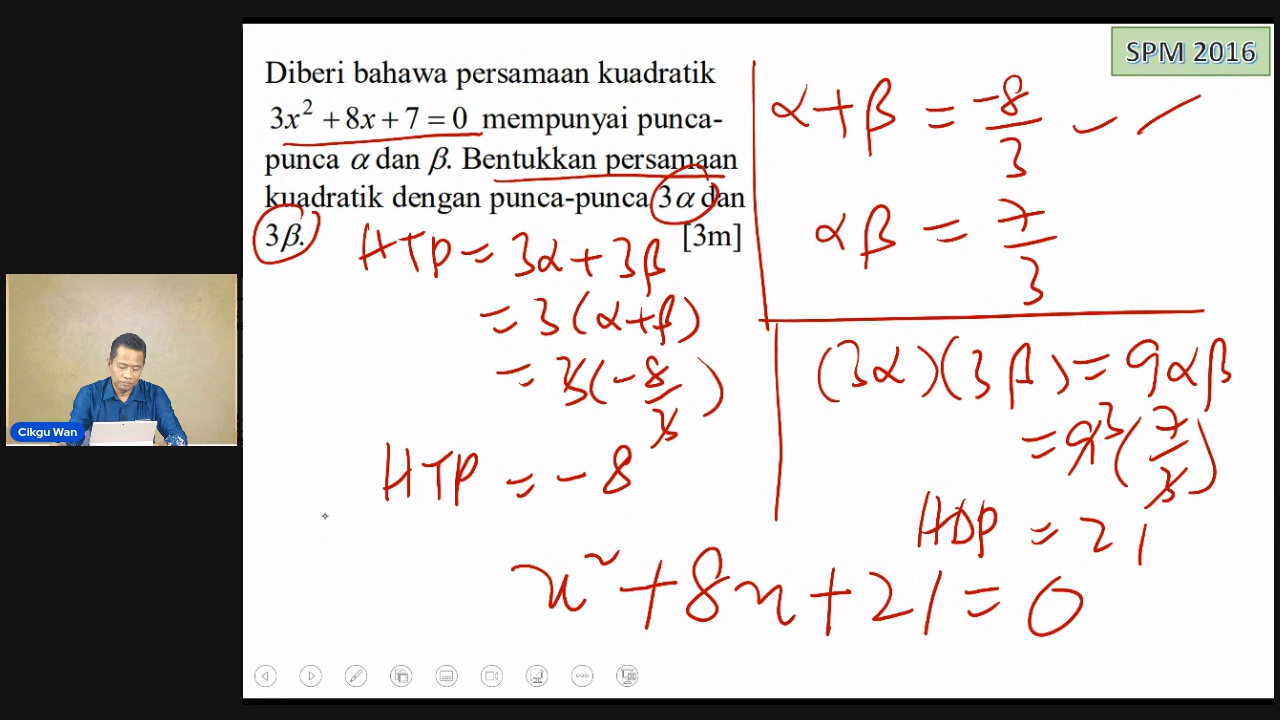 SPM 2016
Diberi bahawa persamaan kuadratik
3x² + 8x + 7 = 0 mempunyai punca-
punca α dan β. Bentukkan persamaan
kuadratik dengan punca-punca 3α dan
3β. [3m]
HTP = 3α + 3β
= 3(α+β)
= 3(-8/3)
HTP = -8
α + β = -8/3
αβ = 7/3
(3α)(3β) = 9αβ
= 9³(7/3)
HDP = 21
x² + 8x + 21 = 0
Cikgu Wan